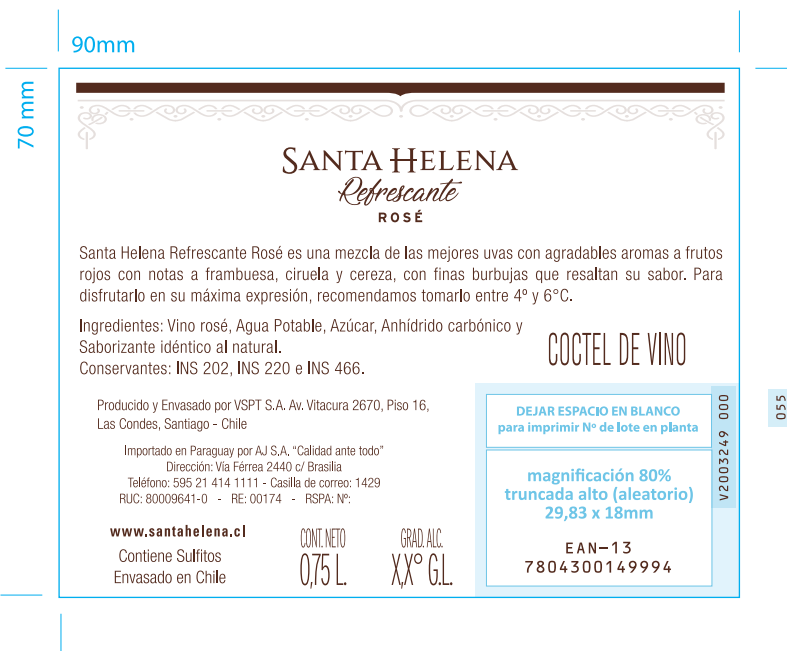 90mm
70 mm
SANTA HELENA
Refrescante
ROSÉ
Santa Helena Refrescante Rosé es una mezcla de las mejores uvas con agradables aromas a frutos
rojos con notas a frambuesa, ciruela y cereza, con finas burbujas que resaltan su sabor. Para
disfrutarlo en su máxima expresión, recomendamos tomarlo entre 4º y 6°C.
Ingredientes: Vino rosé, Agua Potable, Azúcar, Anhídrido carbónico y
Saborizante idéntico al natural.
Conservantes: INS 202, INS 220 e INS 466.
COCTEL DE VINO
Producido y Envasado por VSPT S.A. Av. Vitacura 2670, Piso 16,
Las Condes, Santiago - Chile
Importado en Paraguay por AJ S.A. “Calidad ante todo”
Dirección: Vía Férrea 2440 c/ Brasilia
Teléfono: 595 21 414 1111 - Casilla de correo: 1429
RUC: 80009641-0 - RE: 00174 - RSPA: Nº:
www.santahelena.cl
Contiene Sulfitos
Envasado en Chile
CONT. NETO
0,75 L.
GRAD. ALC.
X,X° G.L.
DEJAR ESPACIO EN BLANCO
para imprimir Nº de lote en planta
magnificación 80%
truncada alto (aleatorio)
29,83 x 18mm
EAN-13
7804300149994
V2003249 000
055